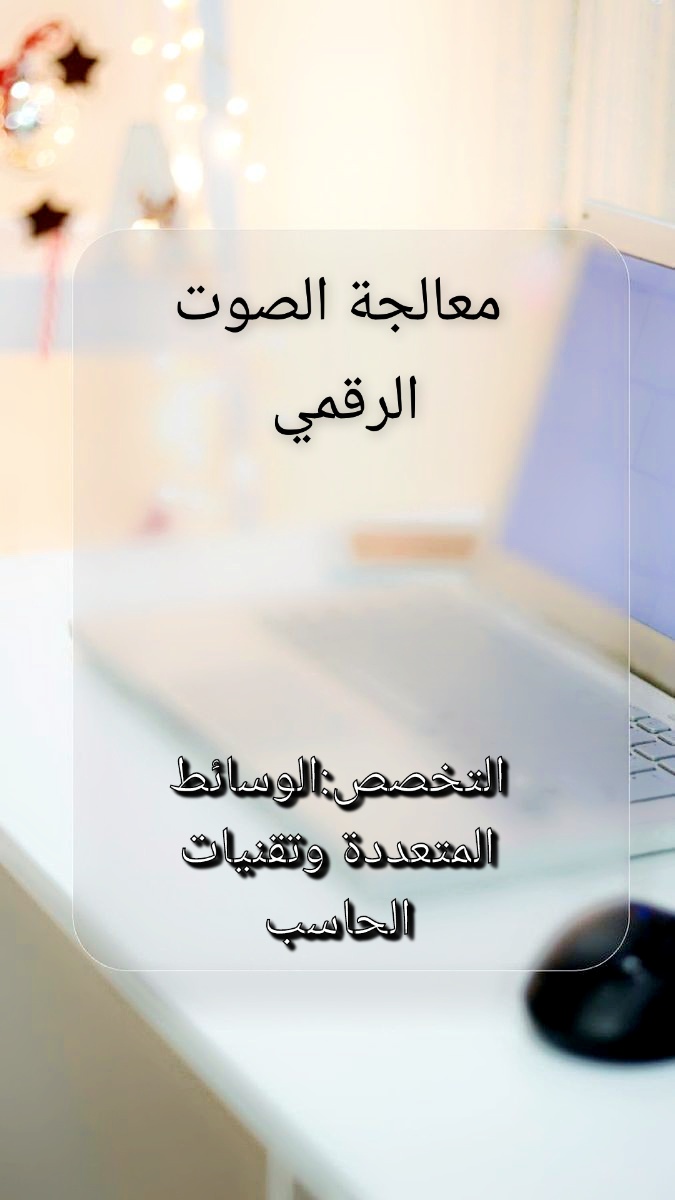 معالجة الصوت
الرقمي
التخصص:الوسائط
المتعددة وتقنيات
الحاسب